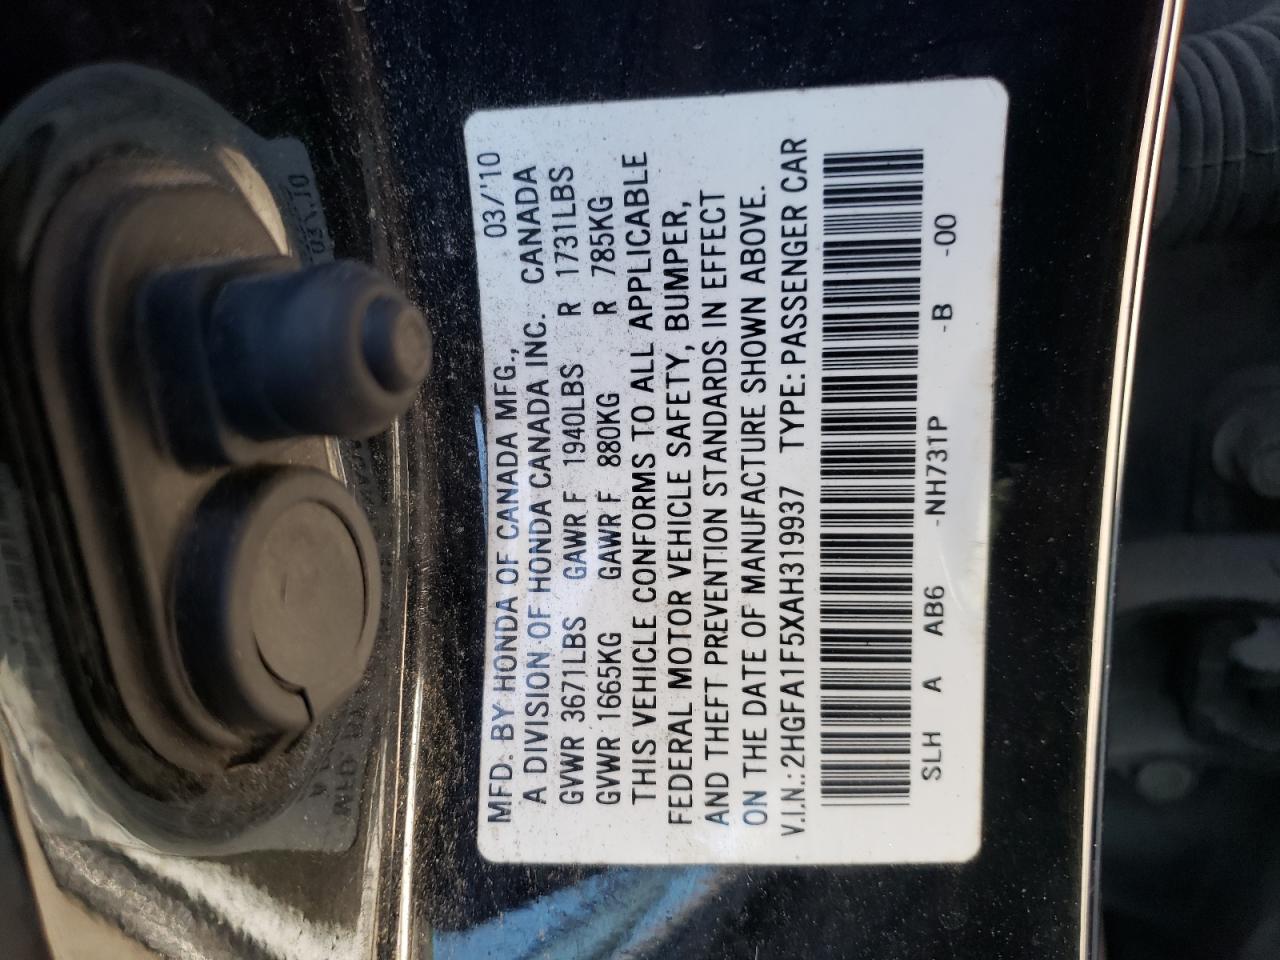 MFD. BY HONDA OF CANADA MFG., 03/'10
A DIVISION OF HONDA CANADA INC. CANADA
GVWR 3671LBS GAWR F 1940LBS R 1731LBS
GVWR 1665KG GAWR F 880KG R 785KG
THIS VEHICLE CONFORMS TO ALL APPLICABLE
FEDERAL MOTOR VEHICLE SAFETY, BUMPER,
AND THEFT PREVENTION STANDARDS IN EFFECT
ON THE DATE OF MANUFACTURE SHOWN ABOVE.
V.I.N.: 2HGFA1F5XAH319937 TYPE: PASSENGER CAR
SLH A AB6 -NH731P -B -00